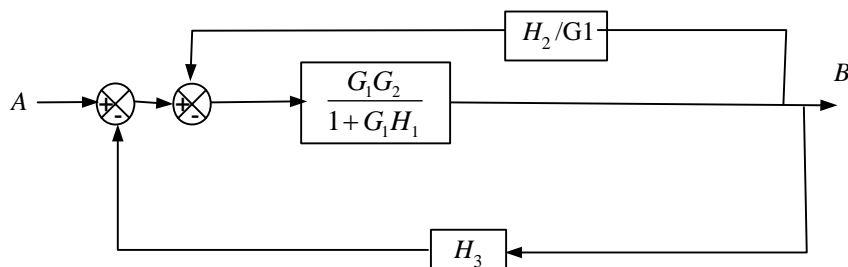 H₂/G1
A
+
-
+
-
G₁G₂
1+G₁H₁
B
H₃